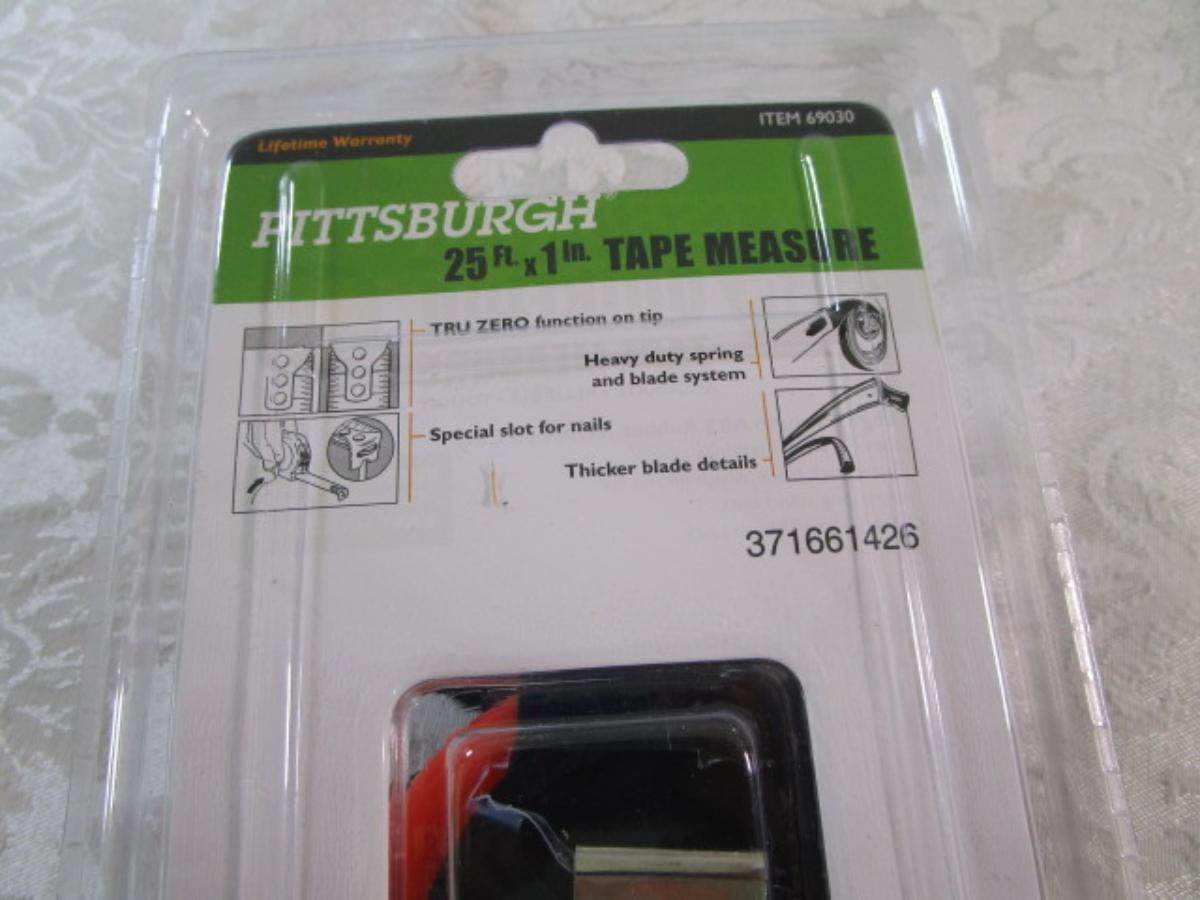 Lifetime Warranty
ITEM 69030
PITTSBURGH®
25 Ft. x 1 In. TAPE MEASURE
TRU ZERO function on tip
Heavy duty spring
and blade system
Special slot for nails
Thicker blade details
371661426